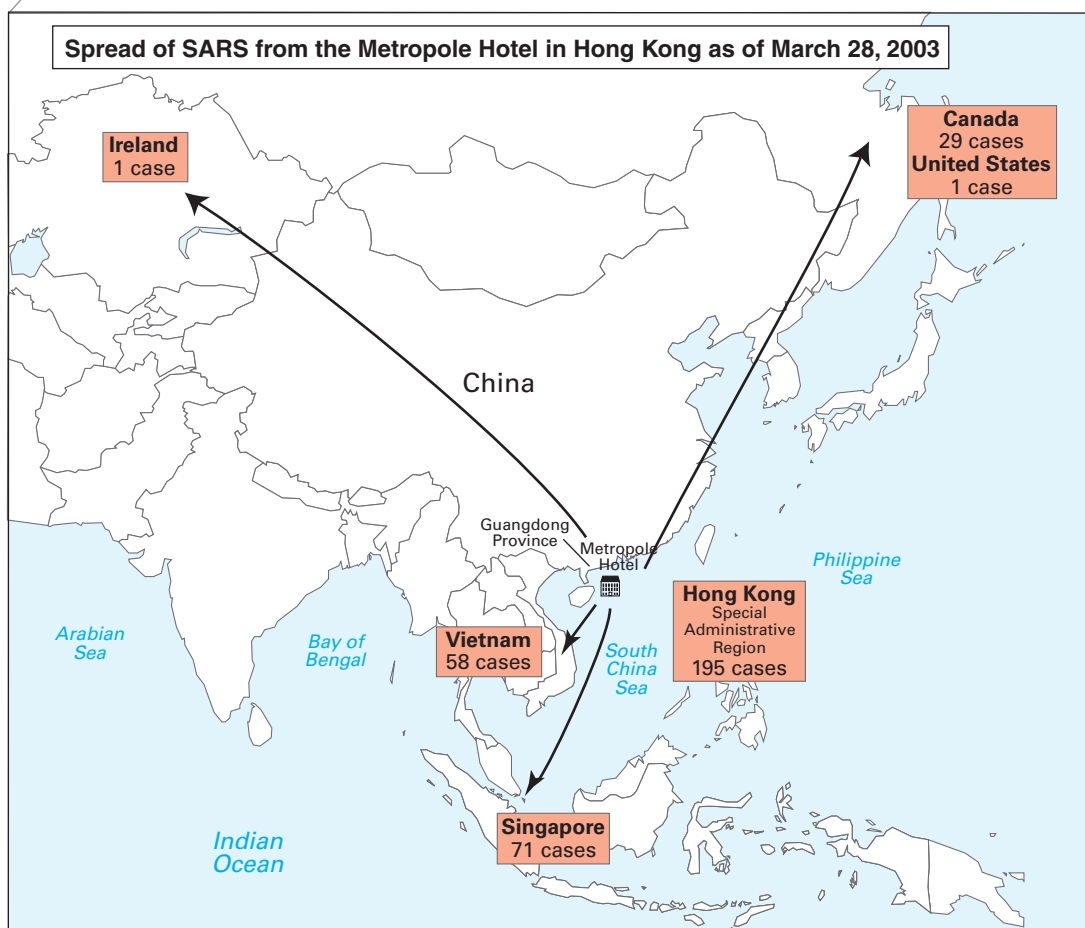 Spread of SARS from the Metropole Hotel in Hong Kong as of March 28, 2003
Ireland
1 case
Canada
29 cases
United States
1 case
China
Guangdong
Province
Metropole
Hotel
Philippine
Sea
Hong Kong
Special
Administrative
Region
195 cases
Arabian
Sea
Bay of
Bengal
Vietnam
58 cases
South
China
Sea
Singapore
71 cases
Indian
Ocean